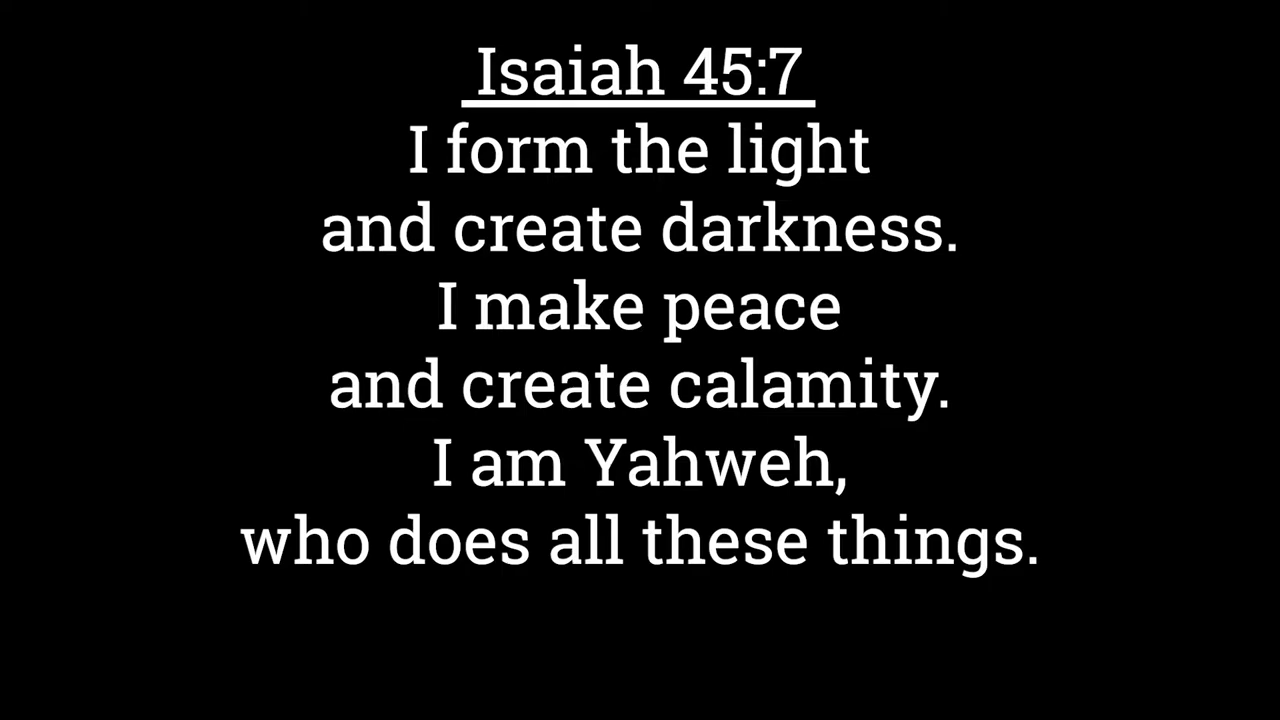 Isaiah 45:7
I form the light
and create darkness.
I make peace
and create calamity.
I am Yahweh,
who does all these things.